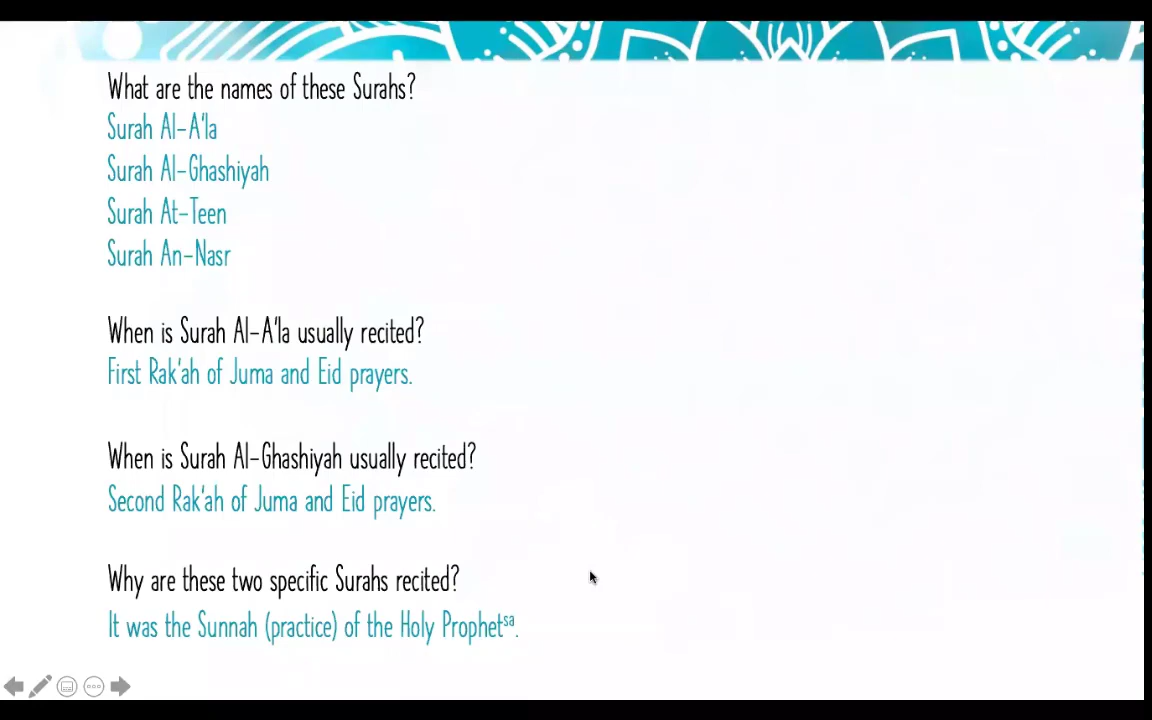 What are the names of these Surahs?
Surah Al-A'la
Surah Al-Ghashiyah
Surah At-Teen
Surah An-Nasr
When is Surah Al-A'la usually recited?
First Rak'ah of Juma and Eid prayers.
When is Surah Al-Ghashiyah usually recited?
Second Rak'ah of Juma and Eid prayers.
Why are these two specific Surahs recited?
It was the Sunnah (practice) of the Holy Prophetsa.